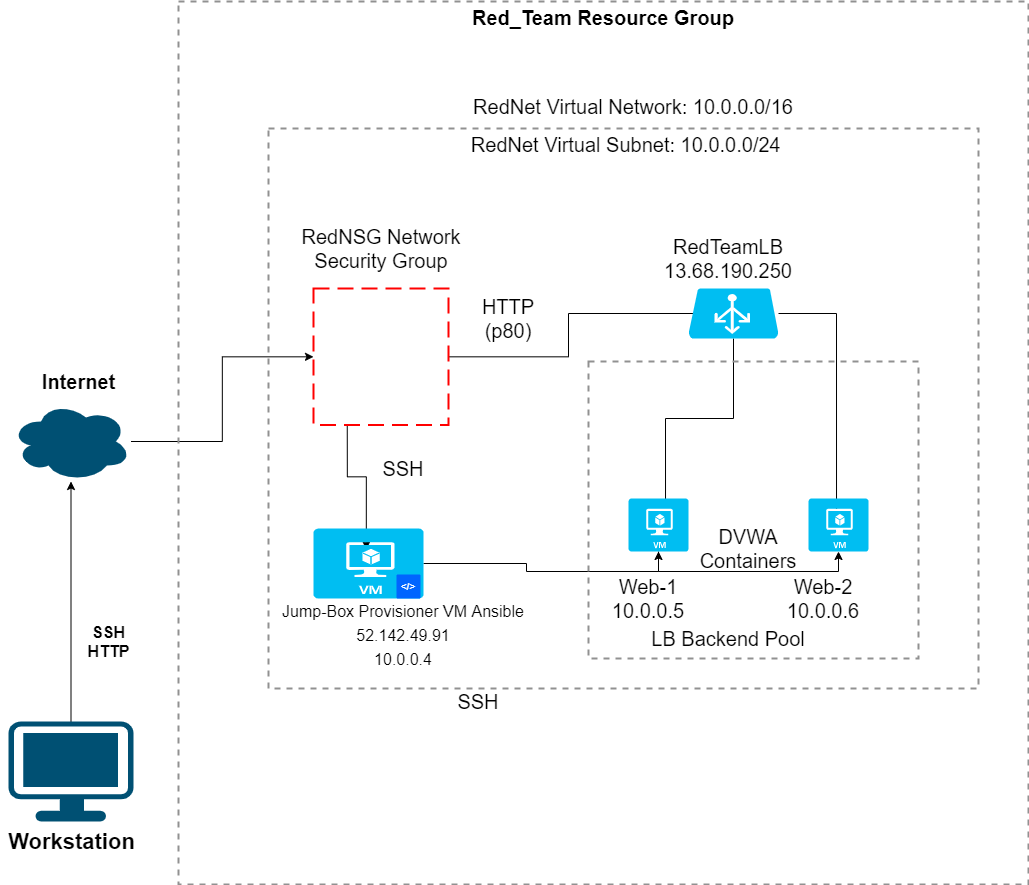 Red_Team Resource Group
RedNet Virtual Network: 10.0.0.0/16
RedNet Virtual Subnet: 10.0.0.0/24
RedNSG Network
Security Group
RedTeamLB
13.68.190.250
HTTP
(p80)
Internet
SSH
VM
</>
Jump-Box Provisioner VM Ansible
52.142.49.91
10.0.0.4
VM
VM
DVWA
Containers
Web-1
10.0.0.5
Web-2
10.0.0.6
LB Backend Pool
SSH
HTTP
SSH
Workstation